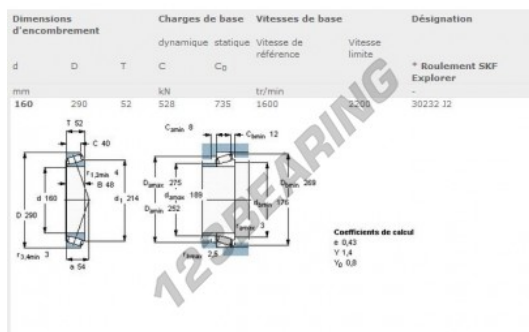 Dimensions d'encombrement Charges de base Vitesses de base Désignation
dynamique statique Vitesse de référence Vitesse limite
d D T C C0 * Roulement SKF Explorer
mm kN tr/min -
160 290 52 528 735 1600 2200 30232 J2
T 52
C 40
r1,2min 4
B 48
d 160
d1 214
D 290
r3,4min 3
a 54
Camin 8
Cbmin 12
Damax 275
damax 189
Damin 252
Dbmin 269
dbmin 176
ramax 3
rbmax 2,5
Coefficients de calcul
e 0,43
Y 1,4
Y0 0,8
123BEARING